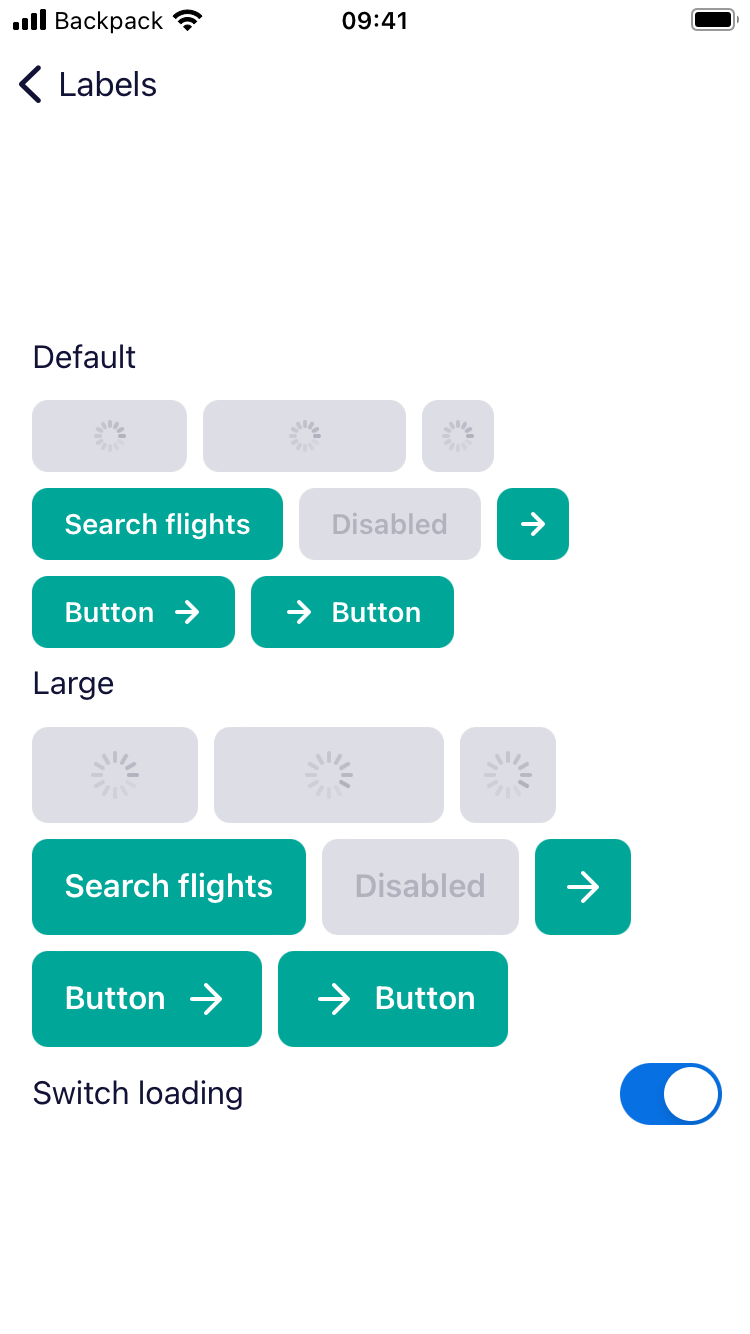 Backpack 09:41
Labels
Default
Search flights Disabled
Button Button
Large
Search flights Disabled
Button Button
Switch loading